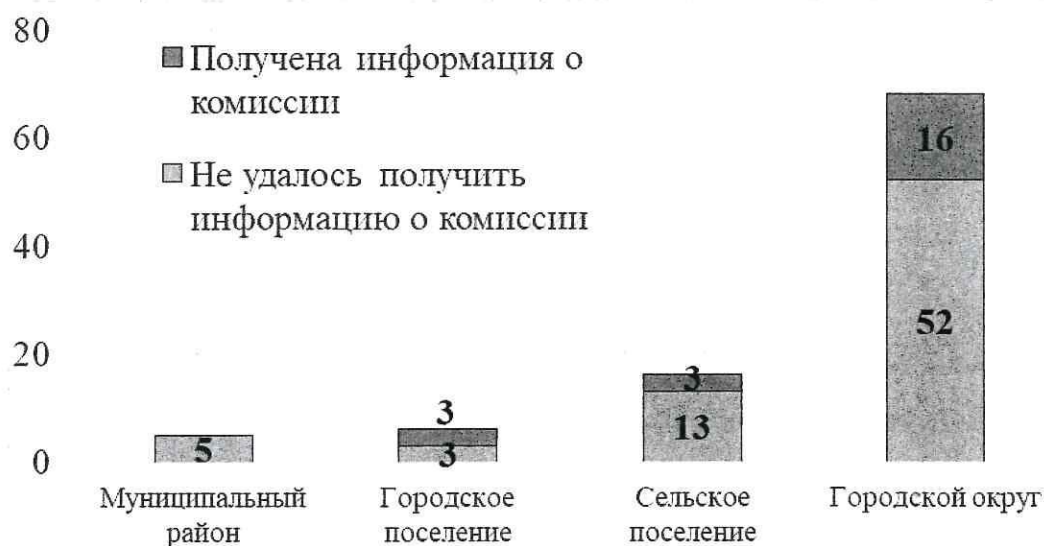 80
60
40
20
0
Получена информация о
комиссии
Не удалось получить
информацию о комиссии
5
3
3
3
13
16
52
Муниципальный
район
Городское
поселение
Сельское
поселение
Городской округ